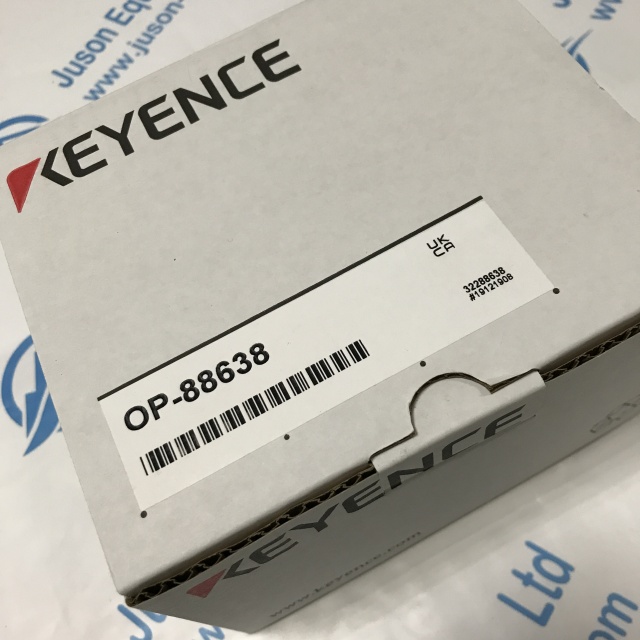 Juson Equ
www.juson-
KEYENCE
UK
CA
32288638
#19121908
OP-88638
KEYENCE
www.keyence.com
Ltd